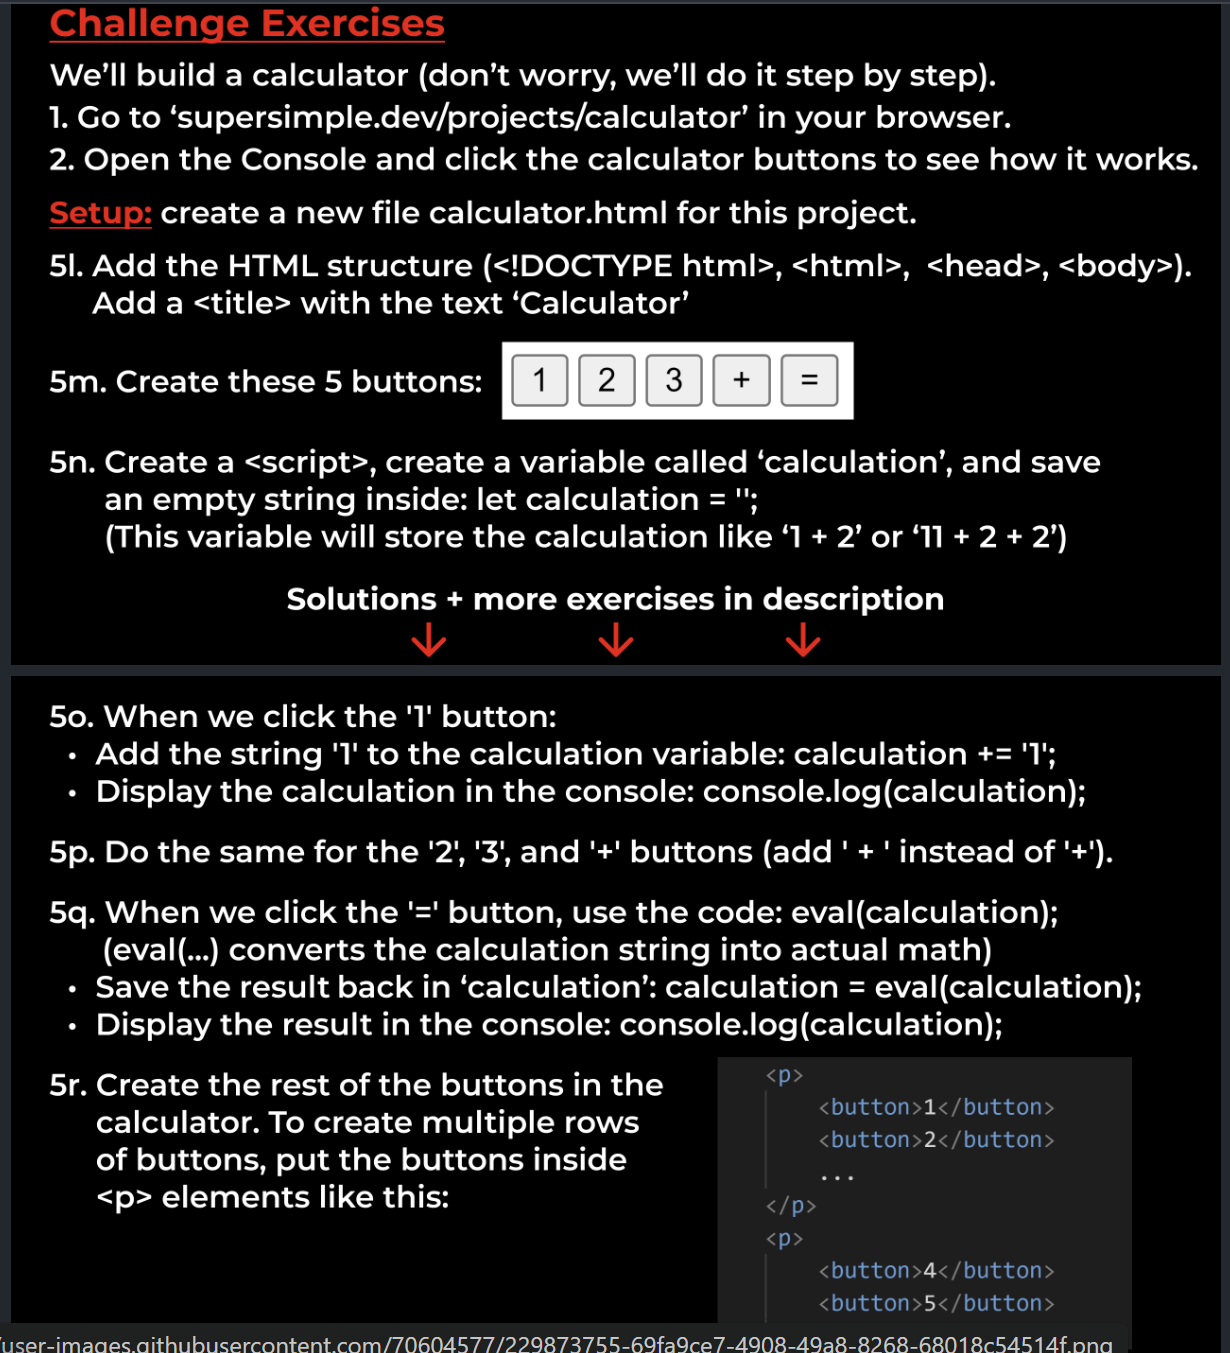 Challenge Exercises
We’ll build a calculator (don’t worry, we’ll do it step by step).
1. Go to ‘supersimple.dev/projects/calculator’ in your browser.
2. Open the Console and click the calculator buttons to see how it works.
Setup: create a new file calculator.html for this project.
5l. Add the HTML structure (<!DOCTYPE html>, <html>,  <head>, <body>).
Add a <title> with the text ‘Calculator’
5m. Create these 5 buttons: 1 2 3 + =
5n. Create a <script>, create a variable called ‘calculation’, and save
an empty string inside: let calculation = '';
(This variable will store the calculation like ‘1 + 2’ or ‘11 + 2 + 2’)
Solutions + more exercises in description
↓ ↓ ↓
5o. When we click the '1' button:
• Add the string '1' to the calculation variable: calculation += '1';
• Display the calculation in the console: console.log(calculation);
5p. Do the same for the '2', '3', and '+' buttons (add ' + ' instead of '+').
5q. When we click the '=' button, use the code: eval(calculation);
(eval(...) converts the calculation string into actual math)
• Save the result back in ‘calculation’: calculation = eval(calculation);
• Display the result in the console: console.log(calculation);
5r. Create the rest of the buttons in the
calculator. To create multiple rows
of buttons, put the buttons inside
<p> elements like this:
<p>
<button>1</button>
<button>2</button>
...
</p>
<p>
<button>4</button>
<button>5</button>
/user-images.githubusercontent.com/70604577/229873755-69fa9ce7-4908-49a8-8268-68018c54514f.png